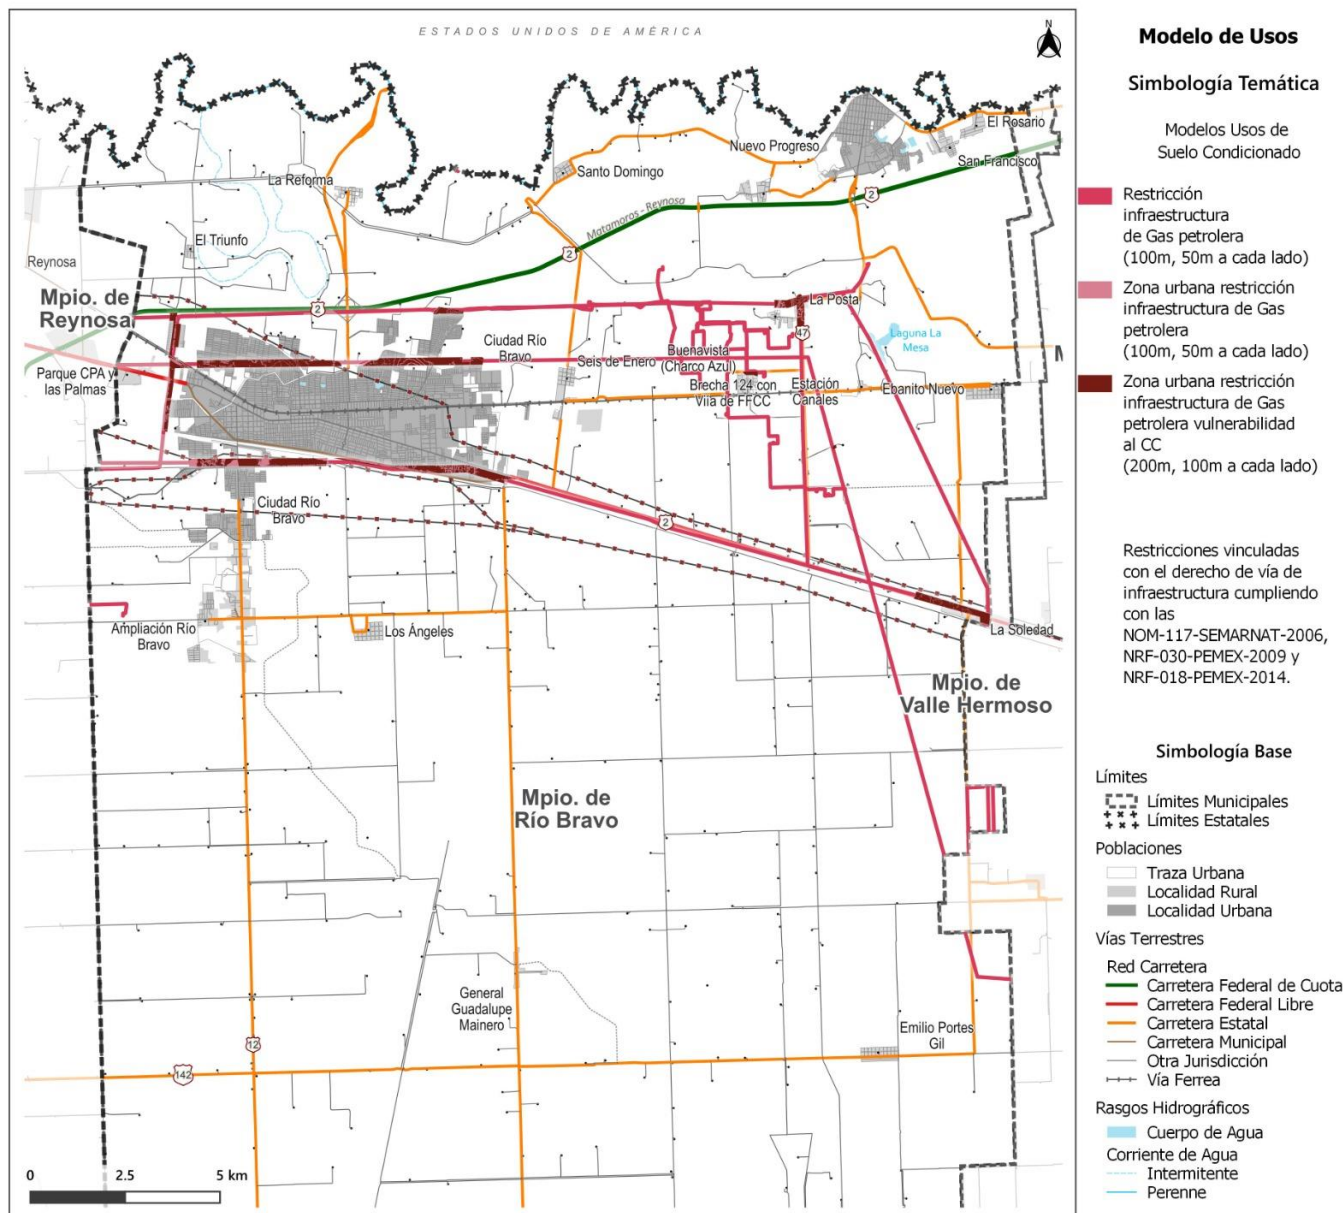 ESTADOS UNIDOS DE AMÉRICA
N
El Rosario
Nuevo Progreso
San Francisco
Santo Domingo
La Reforma
2
Matamoros - Reynosa
El Triunfo
2
Reynosa
Mpio. de
Reynosa
2
La Posta
47
Laguna La
Mesa
Ciudad Río
Bravo
Seis de Enero
Buenavista
(Charco Azul)
Parque CPA y
las Palmas
Brecha 124 con
Vía de FFCC
Estación
Canales
Ebanito Nuevo
Ciudad Río
Bravo
2
Ampliación Río
Bravo
Los Ángeles
La Soledad
Mpio. de
Valle Hermoso
Mpio. de
Río Bravo
General
Guadalupe
Mainero
Emilio Portes
Gil
12
142
0 2.5 5 km
Modelo de Usos
Simbología Temática
Modelos Usos de
Suelo Condicionado
Restricción
infraestructura
de Gas petrolera
(100m, 50m a cada lado)
Zona urbana restricción
infraestructura de Gas
petrolera
(100m, 50m a cada lado)
Zona urbana restricción
infraestructura de Gas
petrolera vulnerabilidad
al CC
(200m, 100m a cada lado)
Restricciones vinculadas
con el derecho de vía de
infraestructura cumpliendo
con las
NOM-117-SEMARNAT-2006,
NRF-030-PEMEX-2009 y
NRF-018-PEMEX-2014.
Simbología Base
Límites
Límites Municipales
Límites Estatales
Poblaciones
Traza Urbana
Localidad Rural
Localidad Urbana
Vías Terrestres
Red Carretera
Carretera Federal de Cuota
Carretera Federal Libre
Carretera Estatal
Carretera Municipal
Otra Jurisdicción
Vía Ferrea
Rasgos Hidrográficos
Cuerpo de Agua
Corriente de Agua
Intermitente
Perenne